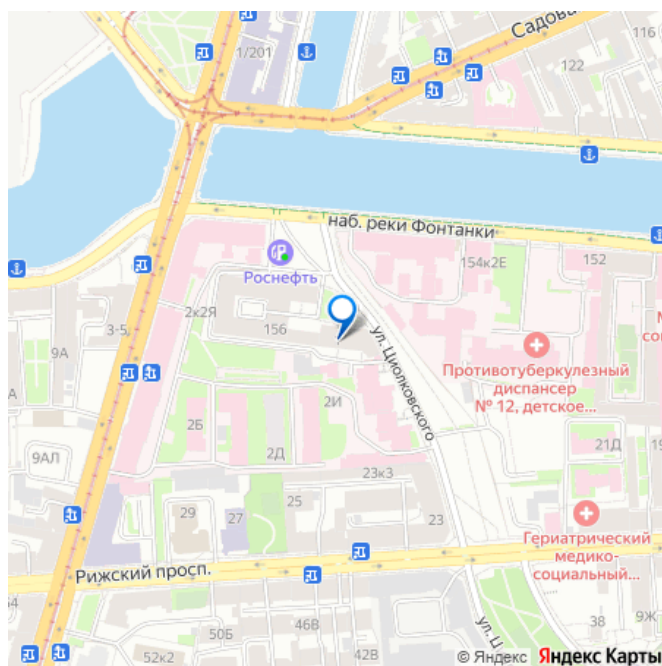 Садова
116
1/201
122
наб. реки Фонтанки
Роснефть
154к2Е
152
2к2Я
3-5
156
9А
ул. Циолковского
Противотуберкулезный
диспансер
№ 12, детское...
2И
2Б
2Д
21Д
9АЛ
23к3
25
29
27
23
Гериатрический
медико-
социальный...
Рижский просп.
38
46В
50Б
52к2
42В
9Ж
ул. Ц
© Яндекс Яндекс Карты